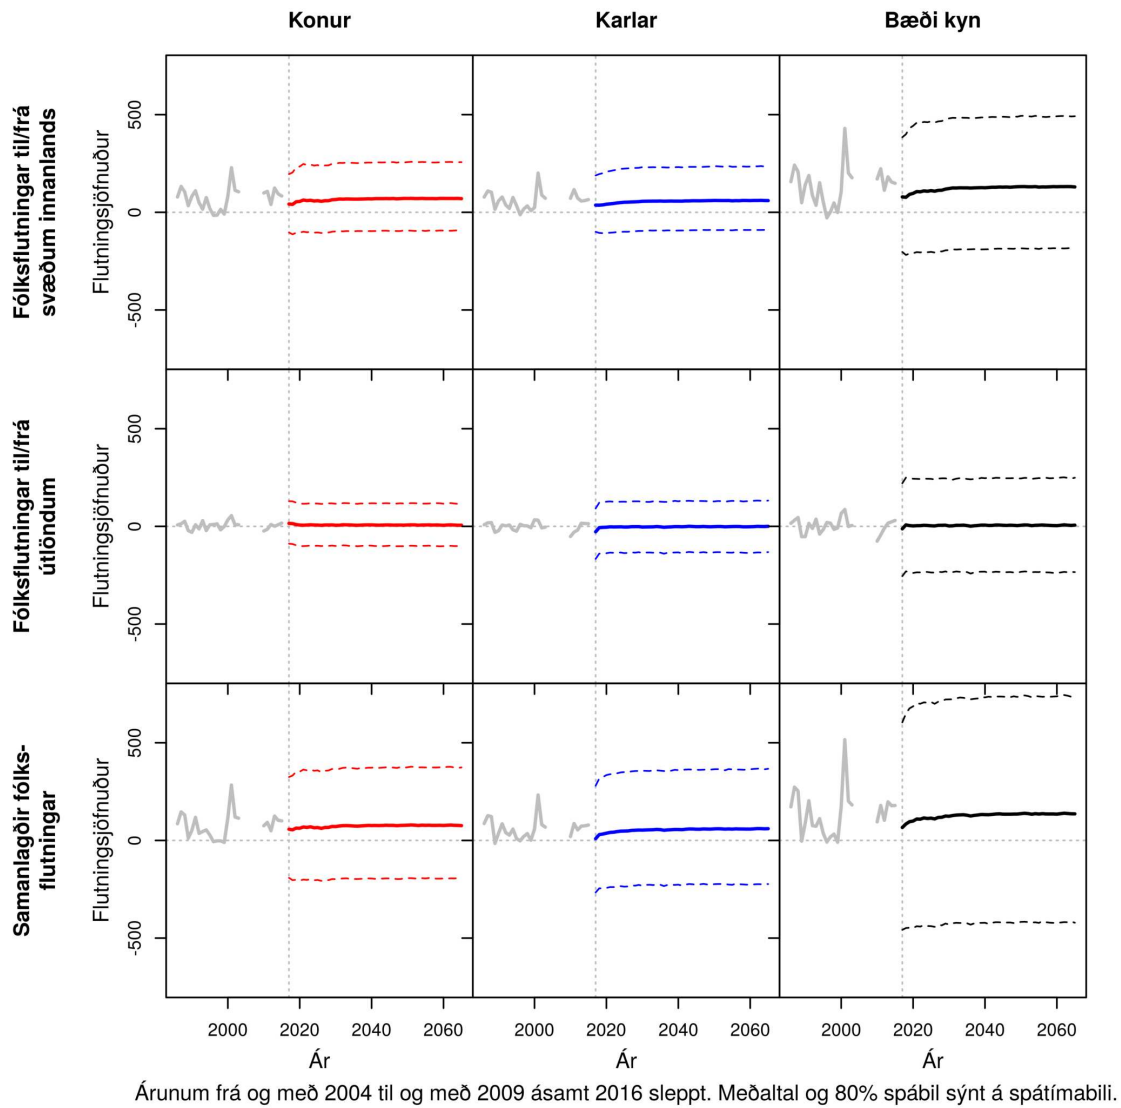 Konur Karlar Bæði kyn
Fólksflutningar til/frá
svæðum innanlands
Flutningsjöfnuður
500
0
-500
Fólksflutningar til/frá
útlöndum
Flutningsjöfnuður
500
0
-500
Samanlagðir fólks-
flutningar
Flutningsjöfnuður
500
0
-500
2000 2020 2040 2060 2000 2020 2040 2060 2000 2020 2040 2060
Ár Ár Ár
Árunum frá og með 2004 til og með 2009 ásamt 2016 sleppt. Meðaltal og 80% spábil sýnt á spátímabili.